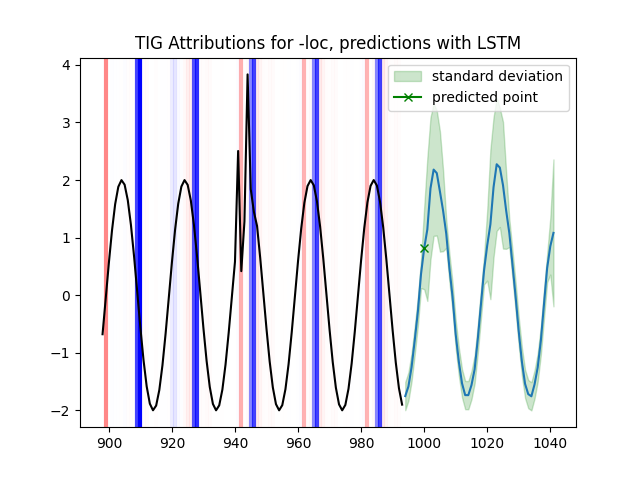 TIG Attributions for -loc, predictions with LSTM
standard deviation
predicted point
4
3
2
1
0
−1
−2
900 920 940 960 980 1000 1020 1040